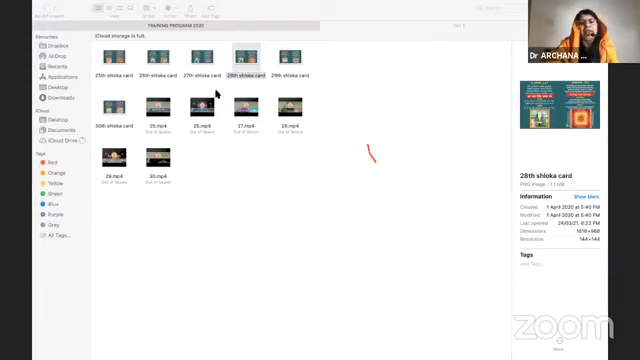 TRAINING PROGRAM 2020
iCloud storage is full.
Favourites
Dropbox
AirDrop
Recents
Applications
Desktop
Downloads
iCloud
Desktop
Documents
iCloud Drive
Tags
Red
Orange
Yellow
Green
Blue
Purple
Grey
All Tags...
25th shloka card
26th shloka card
27th shloka card
28th shloka card
29th shloka card
30th shloka card
25.mp4
Out of Space
26.mp4
Out of Space
27.mp4
Out of Space
28.mp4
Out of Space
29.mp4
Out of Space
30.mp4
Out of Space
Dr ARCHANA
28th shloka card
PNG image - 1.1 MB
Information
Show More
Created 1 April 2020 at 5:40 PM
Modified 1 April 2020 at 5:40 PM
Last opened 24/03/21, 8:23 PM
Dimensions 1616×968
Resolution 144×144
Tags
Add Tags...
zoom
More...